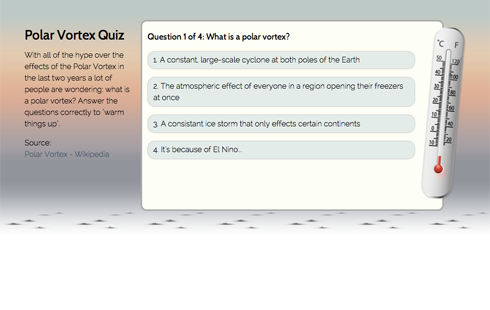 Polar Vortex Quiz
With all of the hype over the
effects of the Polar Vortex in
the last two years a lot of
people are wondering: what is
a polar vortex? Answer the
questions correctly to "warm
things up".
Source:
Polar Vortex - Wikipedia
Question 1 of 4: What is a polar vortex?
1. A constant, large-scale cyclone at both poles of the Earth
2. The atmospheric effect of everyone in a region opening their freezers
at once
3. A consistant ice storm that only effects certain continents
4. It's because of El Nino...
°C F
50 120
40 100
30 80
20 60
10 40
0 20
10